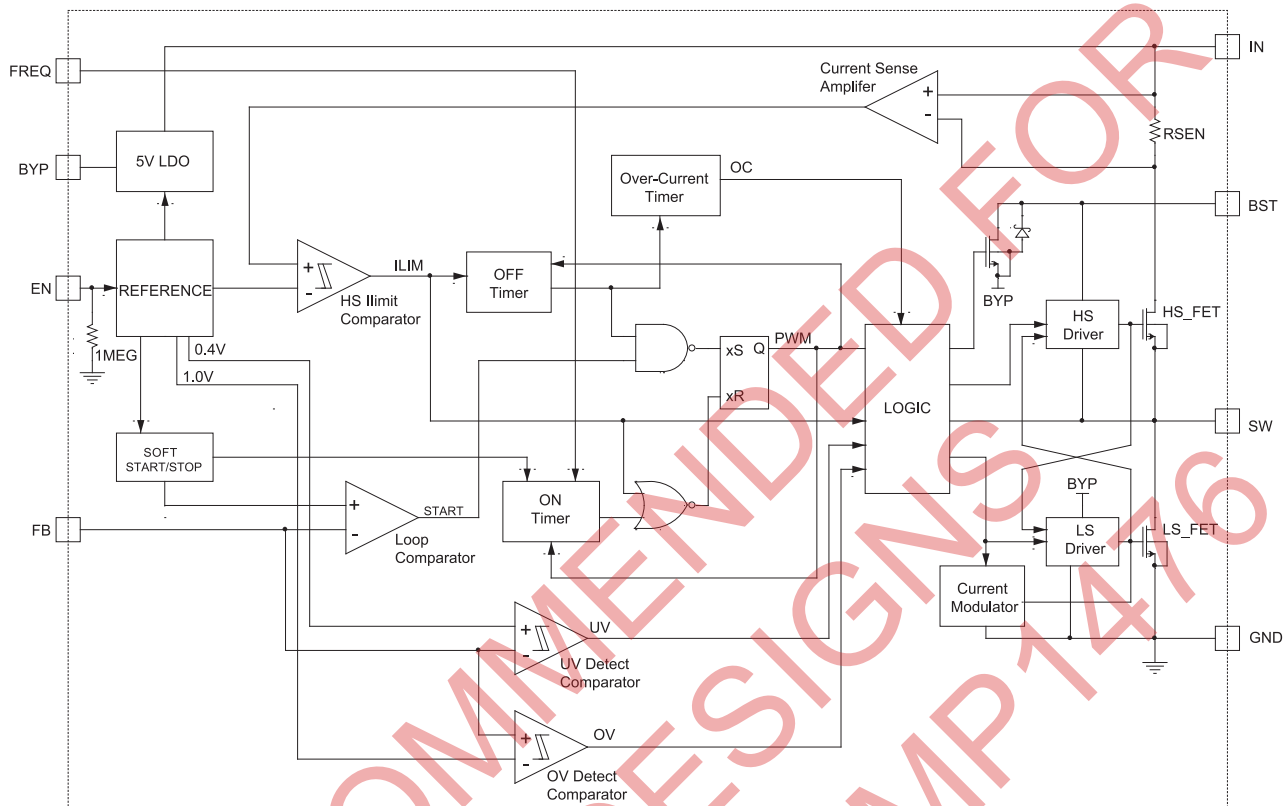 IN
FREQ
Current Sense
Amplifer
+
-
RSEN
5V LDO
BYP
Over-Current
Timer
OC
BST
REFERENCE
EN
+
-
ILIM
HS Ilimit
Comparator
OFF
Timer
BYP
HS
Driver
HS_FET
1MEG
0.4V
1.0V
xS
Q
xR
PWM
LOGIC
SW
SOFT
START/STOP
+
-
START
Loop
Comparator
ON
Timer
FB
BYP
LS
Driver
LS_FET
Current
Modulator
GND
+
-
UV
UV Detect
Comparator
+
-
OV
OV Detect
Comparator
OMMENDED FOR
DESIGNS
MP1476